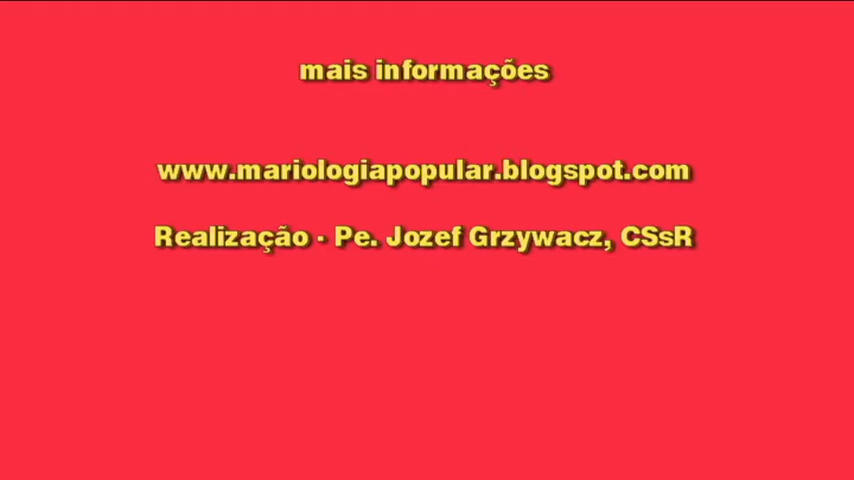 mais informações
www.mariologiapopular.blogspot.com
Realização - Pe. Jozef Grzywacz, CSsR